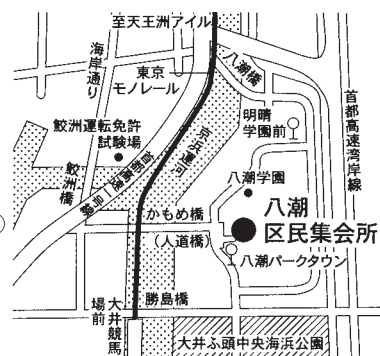 至天王洲アイル
海岸通り
八潮橋
東京
モノレール
明晴
学園前
首都高速湾岸線
鮫洲運転免許
試験場
京浜運河
鮫洲橋
首都高速一号線
八潮学園
かもめ橋
(人道橋)
八潮
区民集会所
八潮パークタウン
勝島橋
大井競馬
場前
大井ふ頭中央海浜公園